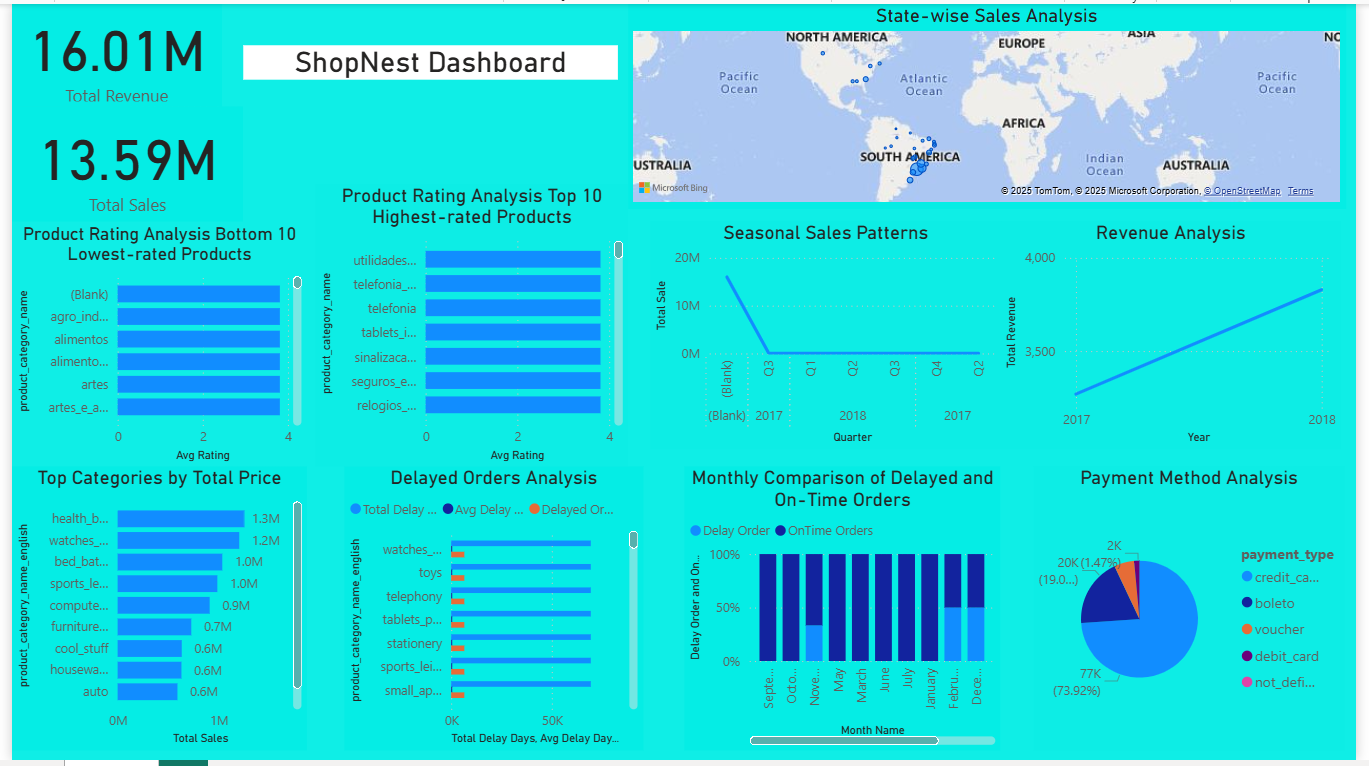 16.01M
Total Revenue
ShopNest Dashboard
13.59M
Total Sales
State-wise Sales Analysis
NORTH AMERICA
EUROPE
ASIA
NO
Pacific
Ocean
Atlantic
Ocean
Pacific
Ocean
AFRICA
SOUTH AMERICA
USTRALIA
Indian
Ocean
AUSTRALIA
Microsoft Bing
© 2025 TomTom, © 2025 Microsoft Corporation, © OpenStreetMap Terms
Product Rating Analysis Bottom 10
Lowest-rated Products
product_category_name
(Blank)
agro_ind...
alimentos
alimento...
artes
artes_e_a...
0 2 4
Avg Rating
Product Rating Analysis Top 10
Highest-rated Products
product_category_name
utilidades...
telefonia_...
telefonia
tablets_i...
sinalizaca...
seguros_e...
relogios_...
0 2 4
Avg Rating
Seasonal Sales Patterns
Total Sale
20M
10M
0M
(Blank) Q3 Q1 Q2 Q3 Q4 Q2
(Blank) 2017 2018 2017
Quarter
Revenue Analysis
Total Revenue
4,000
3,500
2017 2018
Year
Top Categories by Total Price
product_category_name_english
health_b... 1.3M
watches_... 1.2M
bed_bat... 1.0M
sports_le... 1.0M
compute... 0.9M
furniture... 0.7M
cool_stuff 0.6M
housewa... 0.6M
auto 0.6M
0M 1M
Total Sales
Delayed Orders Analysis
Total Delay ... Avg Delay ... Delayed Or...
product_category_name_english
watches_...
toys
telephony
tablets_p...
stationery
sports_lei...
small_ap...
0K 50K
Total Delay Days, Avg Delay Day...
Monthly Comparison of Delayed and
On-Time Orders
Delay Order OnTime Orders
Delay Order and On...
100%
50%
0%
Septe... Octo... Nove... May March June July January Febru... Dece...
Month Name
Payment Method Analysis
2K
(1.47%)
20K
(19.0...)
77K
(73.92%)
payment_type
credit_ca...
boleto
voucher
debit_card
not_defi...